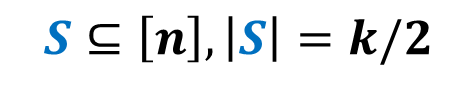 S ⊆ [n], |S| = k/2